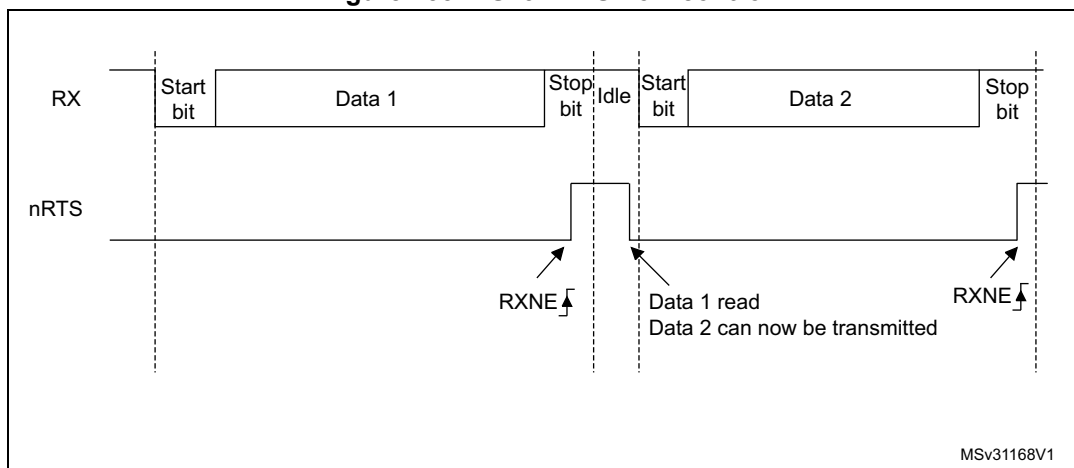 RX
Start
bit
Data 1
Stop
bit
Idle
Start
bit
Data 2
Stop
bit
nRTS
RXNE
Data 1 read
Data 2 can now be transmitted
RXNE
MSv31168V1